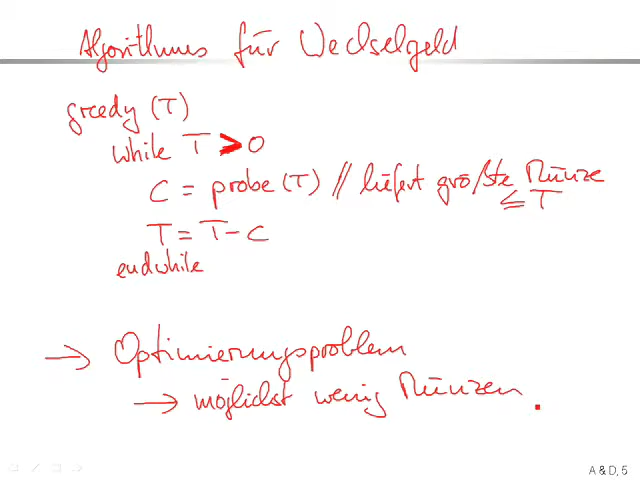 Algorithmus für Wechselgeld
greedy (T)
while T > 0
C = probe (T) // liefert größte Münze ≤ T
T = T - C
endwhile
→ Optimierungsproblem
→ möglichst wenig Münzen.
A & D, 5